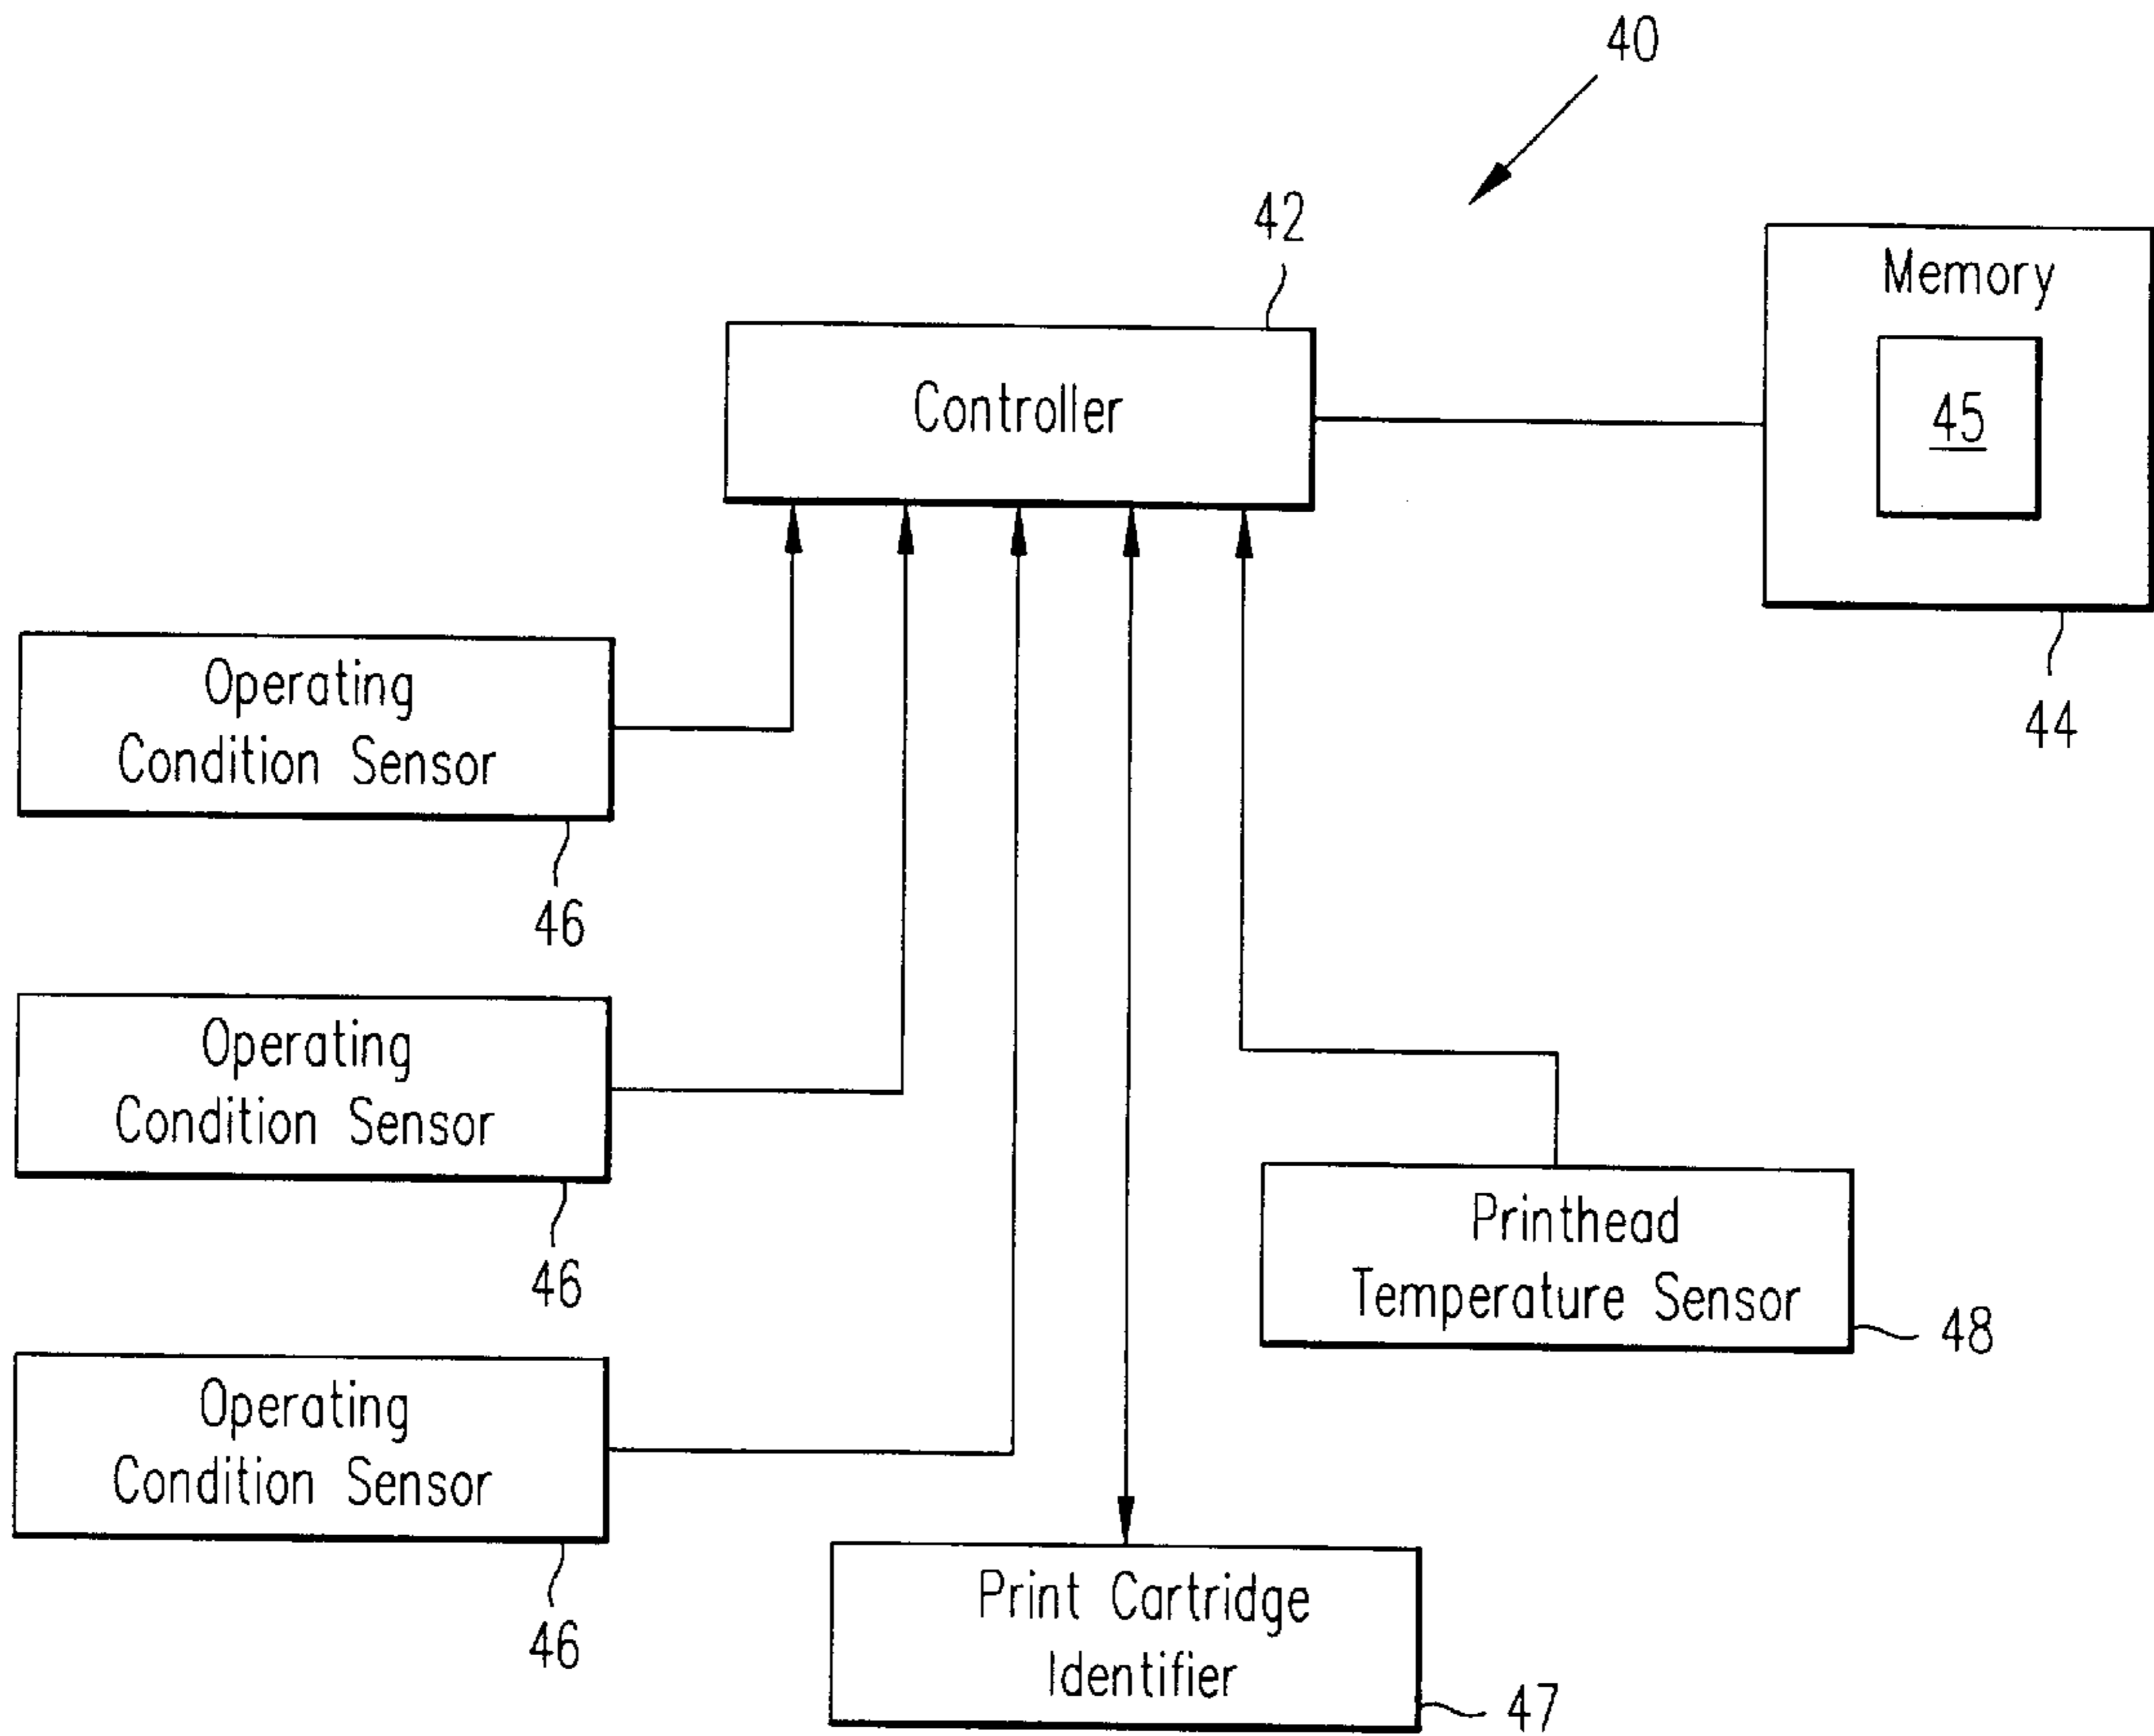 40
42
Memory
Controller
45
44
Operating
Condition Sensor
46
Operating
Condition Sensor
46
Printhead
Temperature Sensor
48
Operating
Condition Sensor
46
Print Cartridge
Identifier
47